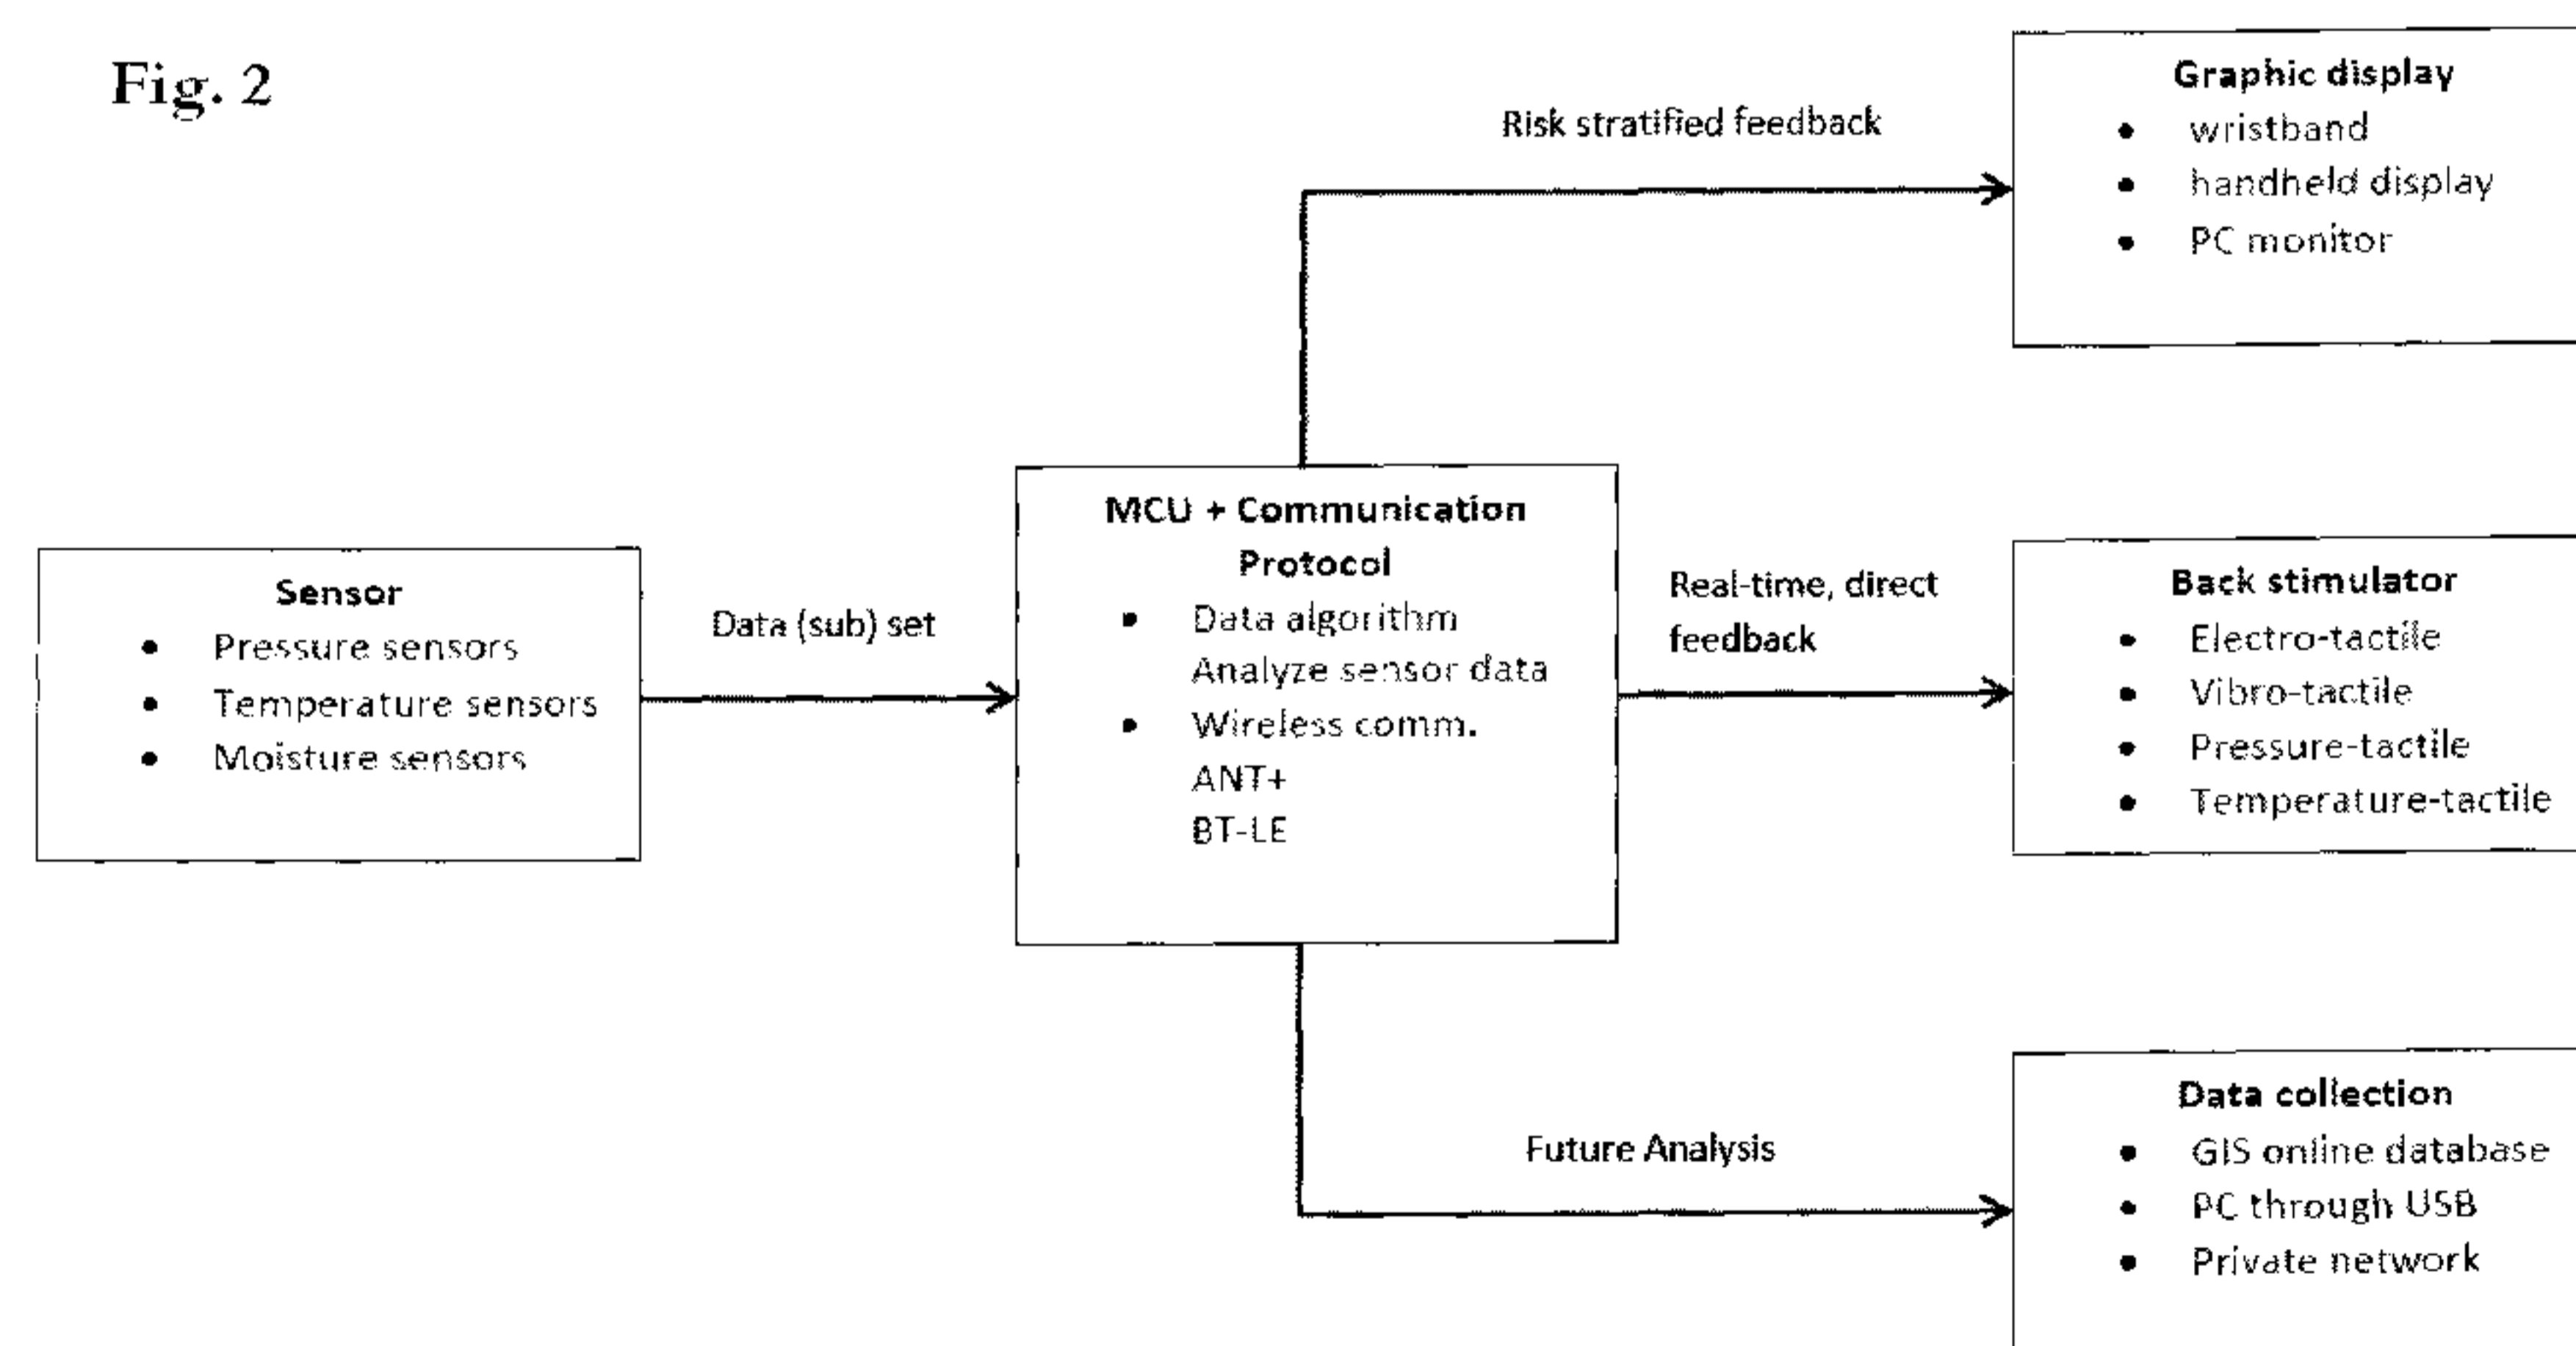 Fig. 2
Graphic display
• wristband
• handheld display
• PC monitor
Risk stratified feedback
Sensor
• Pressure sensors
• Temperature sensors
• Moisture sensors
Data (sub) set
MCU + Communication
Protocol
• Data algorithm
Analyze sensor data
• Wireless comm.
ANT+
BT-LE
Real-time, direct
feedback
Back stimulator
• Electro-tactile
• Vibro-tactile
• Pressure-tactile
• Temperature-tactile
Future Analysis
Data collection
• GIS online database
• PC through USB
• Private network